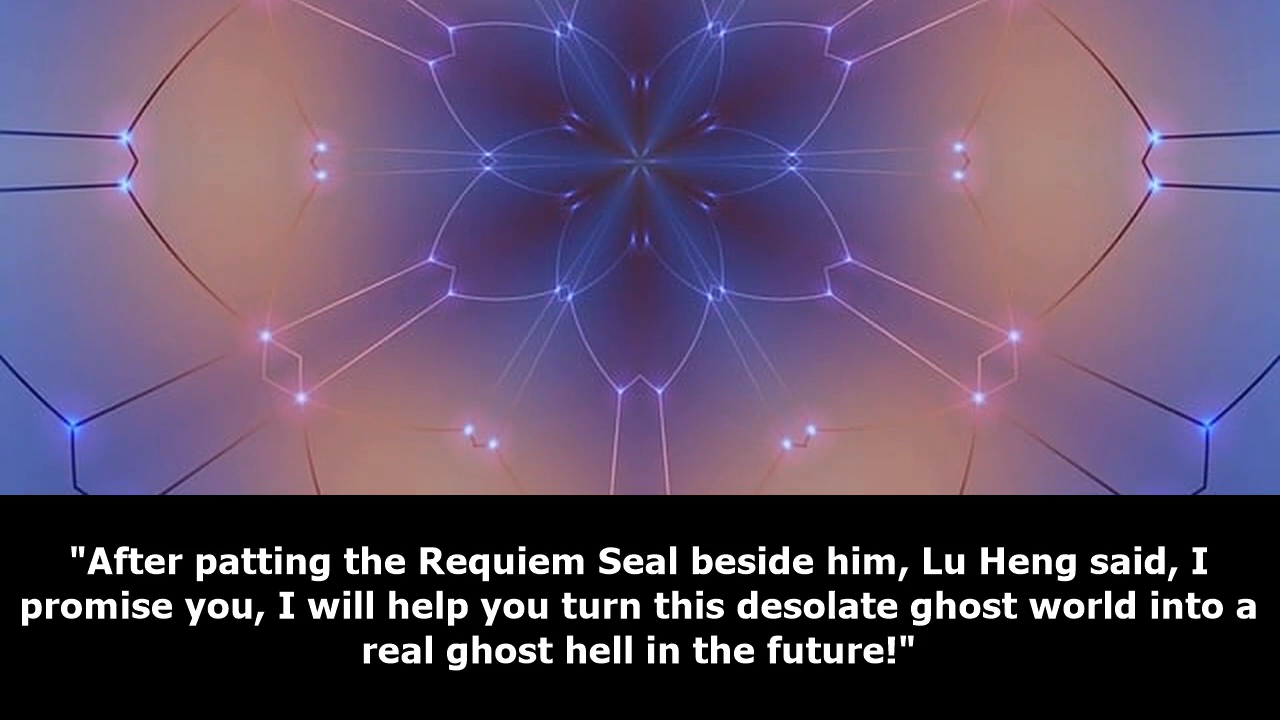 "After patting the Requiem Seal beside him, Lu Heng said, I
promise you, I will help you turn this desolate ghost world into a
real ghost hell in the future!"